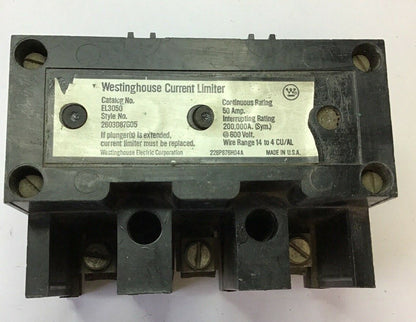 Westinghouse Current Limiter
Catalog No.
EL3050
Style No.
2603D87G05
If plunger is extended,
current limiter must be replaced.
Westinghouse Electric Corporation
Continuous Rating
50 Amp.
Interrupting Rating
200,000A. (Sym.)
@ 600 Volt.
Wire Range 14 to 4 CU/AL
MADE IN U.S.A.
W